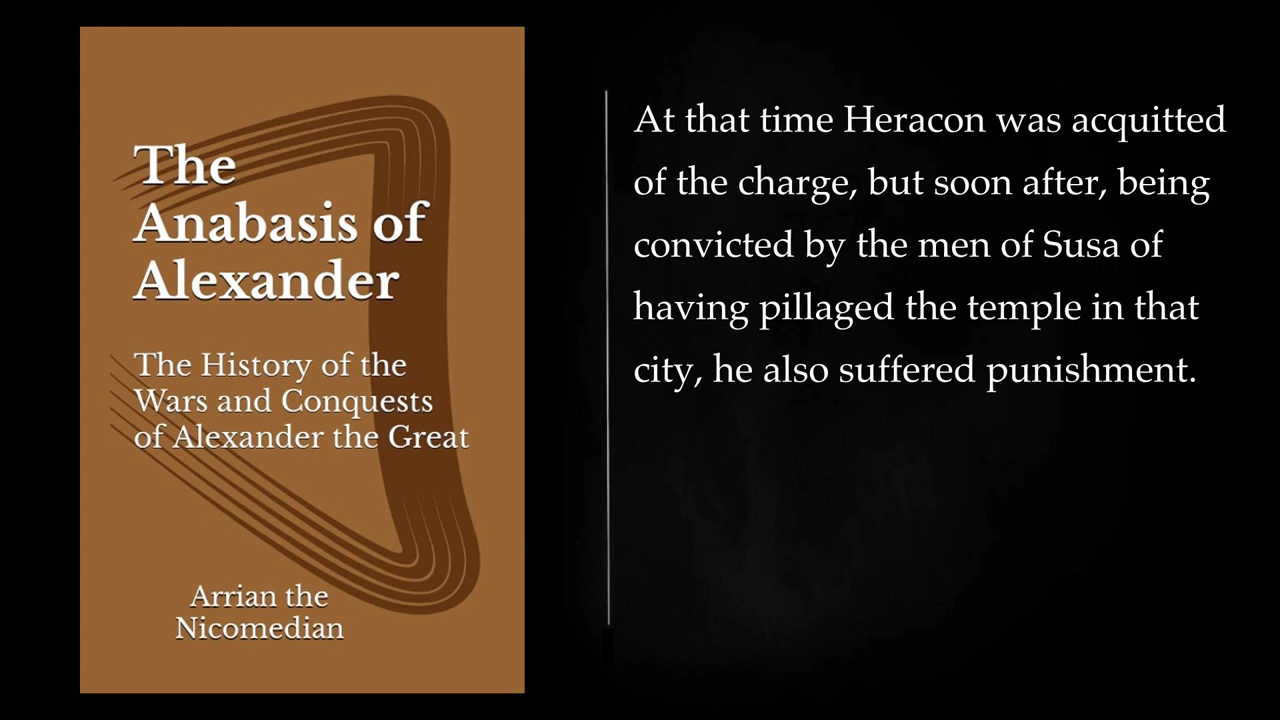 The
Anabasis of
Alexander
The History of the
Wars and Conquests
of Alexander the Great
Arrian the
Nicomedian
At that time Heracon was acquitted
of the charge, but soon after, being
convicted by the men of Susa of
having pillaged the temple in that
city, he also suffered punishment.